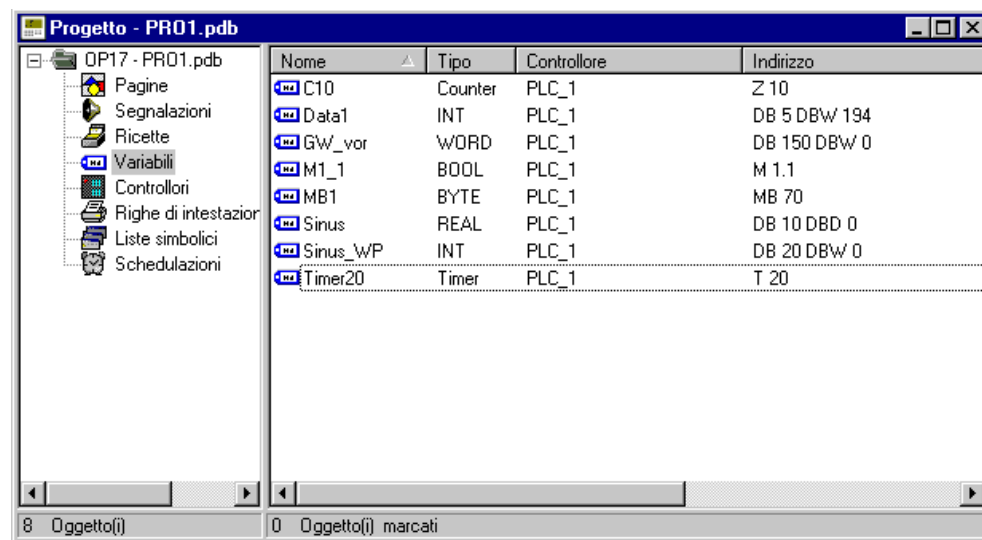 Progetto - PRO1.pdb
OP17 - PRO1.pdb
Pagine
Segnalazioni
Ricette
Variabili
Controllori
Righe di intestazior
Liste simbolici
Schedulazioni
Nome Tipo Controllore Indirizzo
C10 Counter PLC_1 Z 10
Data1 INT PLC_1 DB 5 DBW 194
GW_vor WORD PLC_1 DB 150 DBW 0
M1_1 BOOL PLC_1 M 1.1
MB1 BYTE PLC_1 MB 70
Sinus REAL PLC_1 DB 10 DBD 0
Sinus_WP INT PLC_1 DB 20 DBW 0
Timer20 Timer PLC_1 T 20
8 Oggetto(i) 0 Oggetto(i) marcati